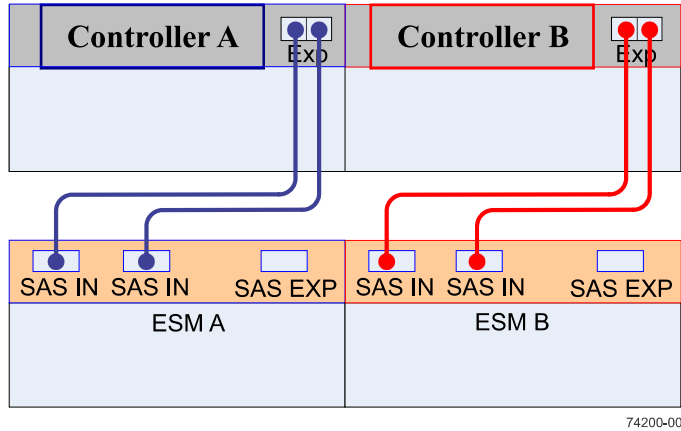 Controller A
Exp
Controller B
Exp
SAS IN SAS IN SAS EXP
SAS IN SAS IN SAS EXP
ESM A
ESM B
74200-00